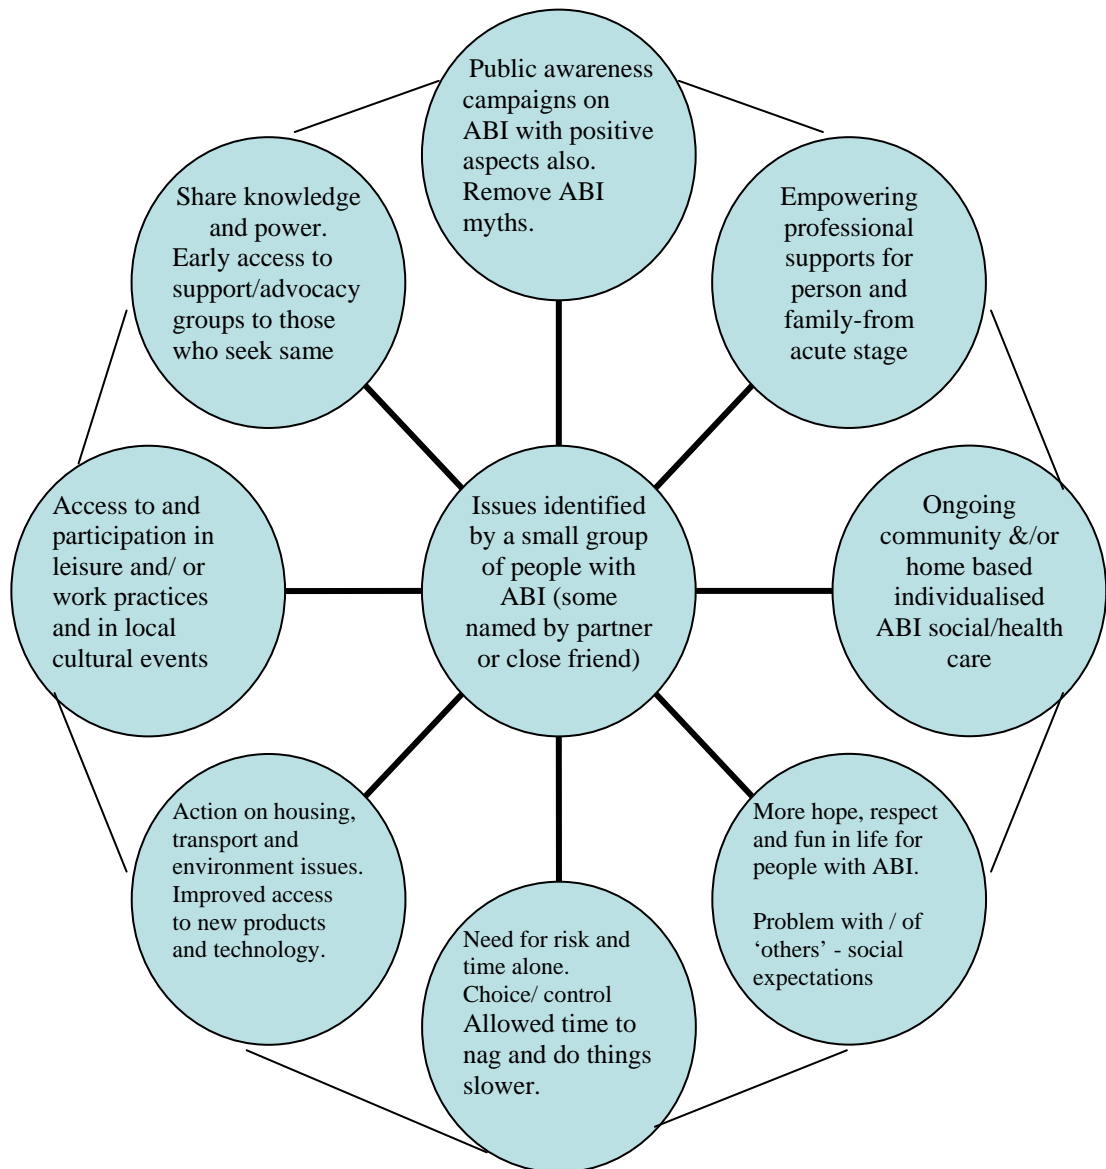 Public awareness
campaigns on
ABI with positive
aspects also.
Remove ABI
myths.
Share knowledge
and power.
Early access to
support/advocacy
groups to those
who seek same
Empowering
professional
supports for
person and
family-from
acute stage
Access to and
participation in
leisure and/ or
work practices
and in local
cultural events
Issues identified
by a small group
of people with
ABI (some
named by partner
or close friend)
Ongoing
community &/or
home based
individualised
ABI social/health
care
Action on housing,
transport and
environment issues.
Improved access
to new products
and technology.
More hope, respect
and fun in life for
people with ABI.
Problem with / of
‘others’ - social
expectations
Need for risk and
time alone.
Choice/ control
Allowed time to
nag and do things
slower.